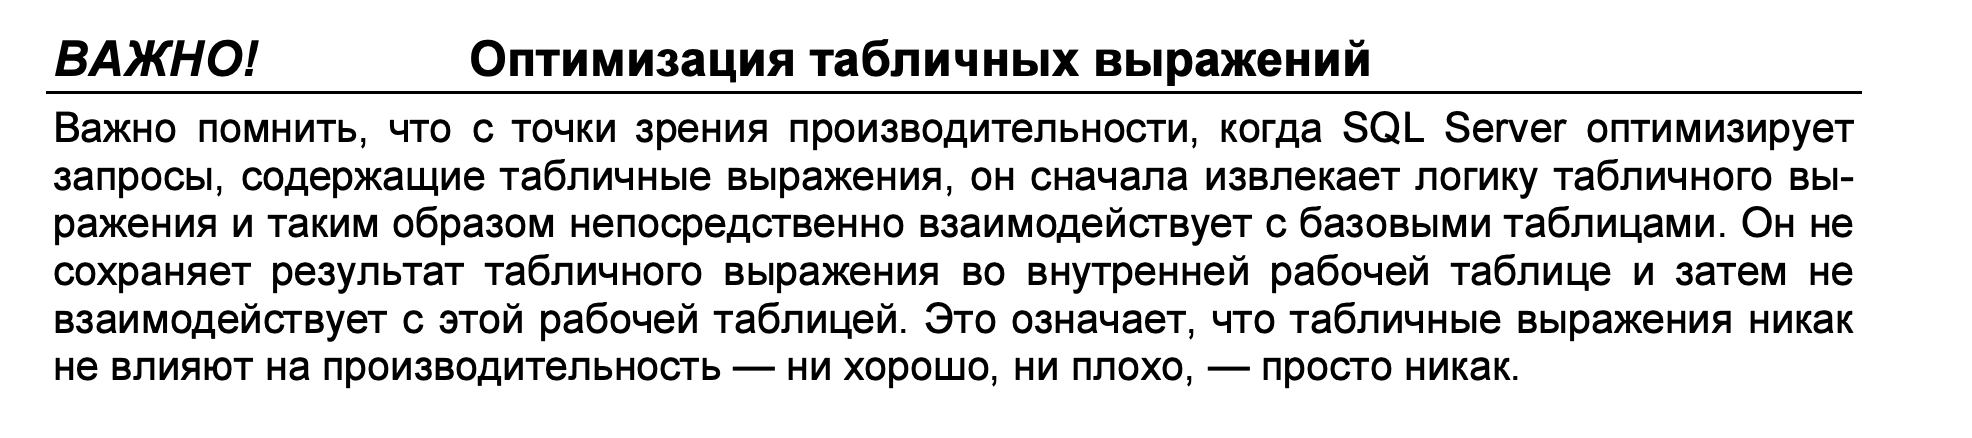 ВАЖНО! Оптимизация табличных выражений
Важно помнить, что с точки зрения производительности, когда SQL Server оптимизирует
запросы, содержащие табличные выражения, он сначала извлекает логику табличного вы-
ражения и таким образом непосредственно взаимодействует с базовыми таблицами. Он не
сохраняет результат табличного выражения во внутренней рабочей таблице и затем не
взаимодействует с этой рабочей таблицей. Это означает, что табличные выражения никак
не влияют на производительность — ни хорошо, ни плохо, — просто никак.